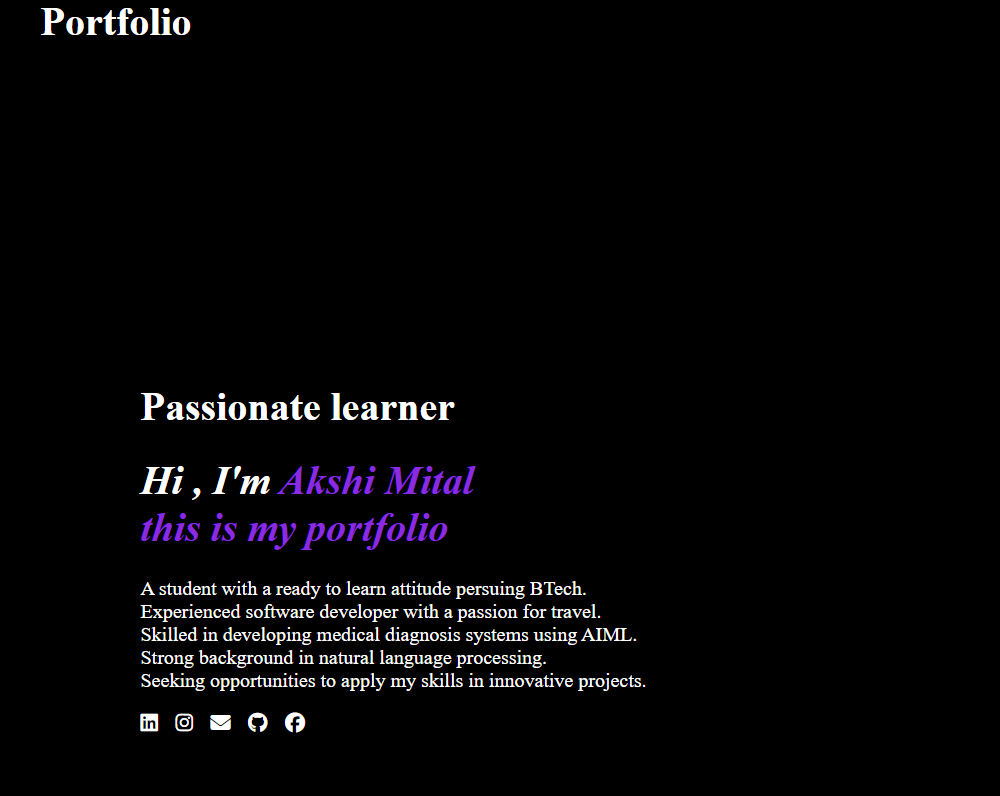 Portfolio
Passionate learner
Hi , I'm Akshi Mital
this is my portfolio
A student with a ready to learn attitude persuing BTech.
Experienced software developer with a passion for travel.
Skilled in developing medical diagnosis systems using AIML.
Strong background in natural language processing.
Seeking opportunities to apply my skills in innovative projects.